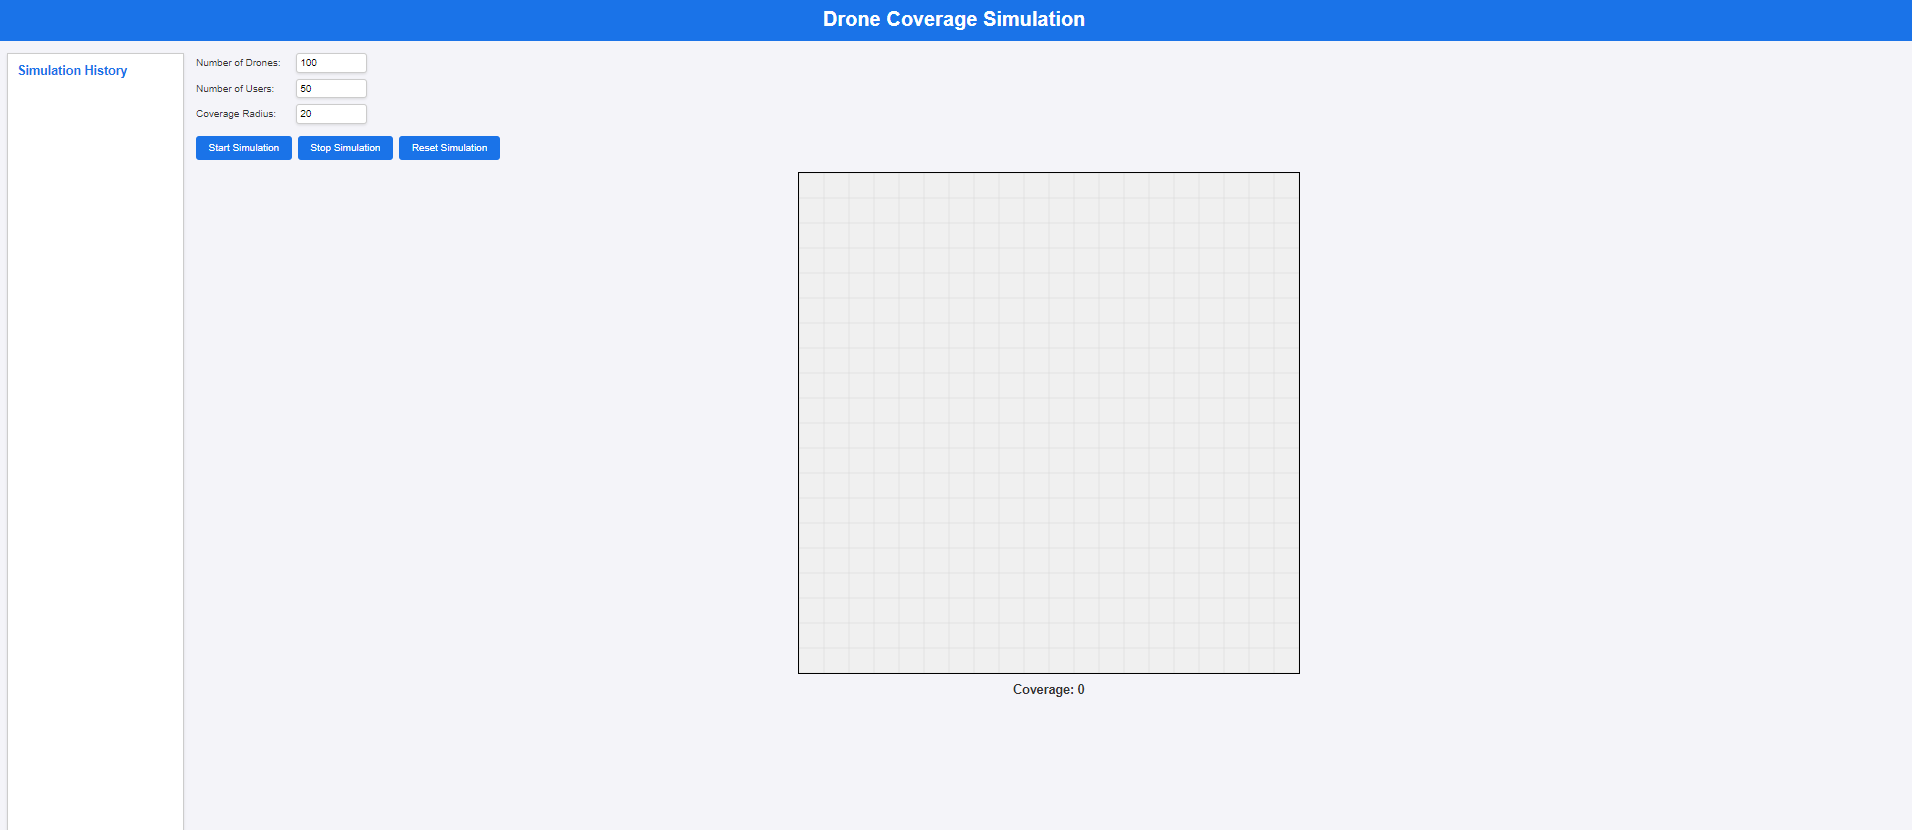 Drone Coverage Simulation
Simulation History
Number of Drones: 100
Number of Users: 50
Coverage Radius: 20
Start Simulation Stop Simulation Reset Simulation
Coverage: 0